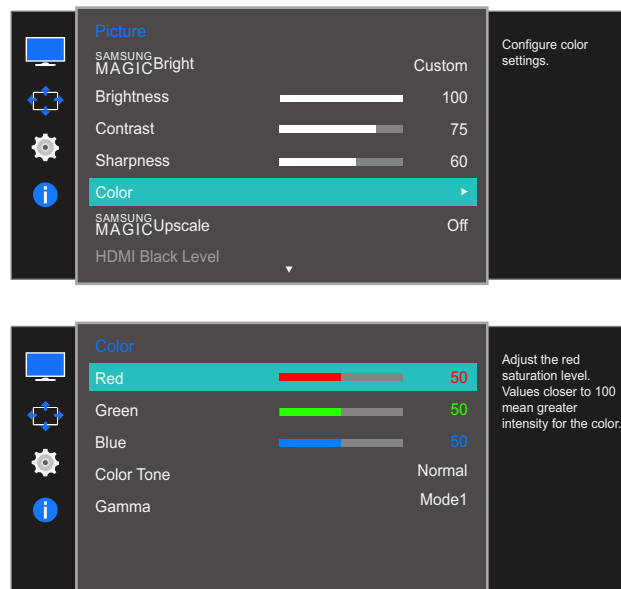 Picture
SAMSUNG
MAGICBright Custom
Brightness 100
Contrast 75
Sharpness 60
Color
SAMSUNG
MAGICUpscale Off
HDMI Black Level
Configure color
settings.
Color
Red 50
Green 50
Blue 50
Color Tone Normal
Gamma Mode1
Adjust the red
saturation level.
Values closer to 100
mean greater
intensity for the color.